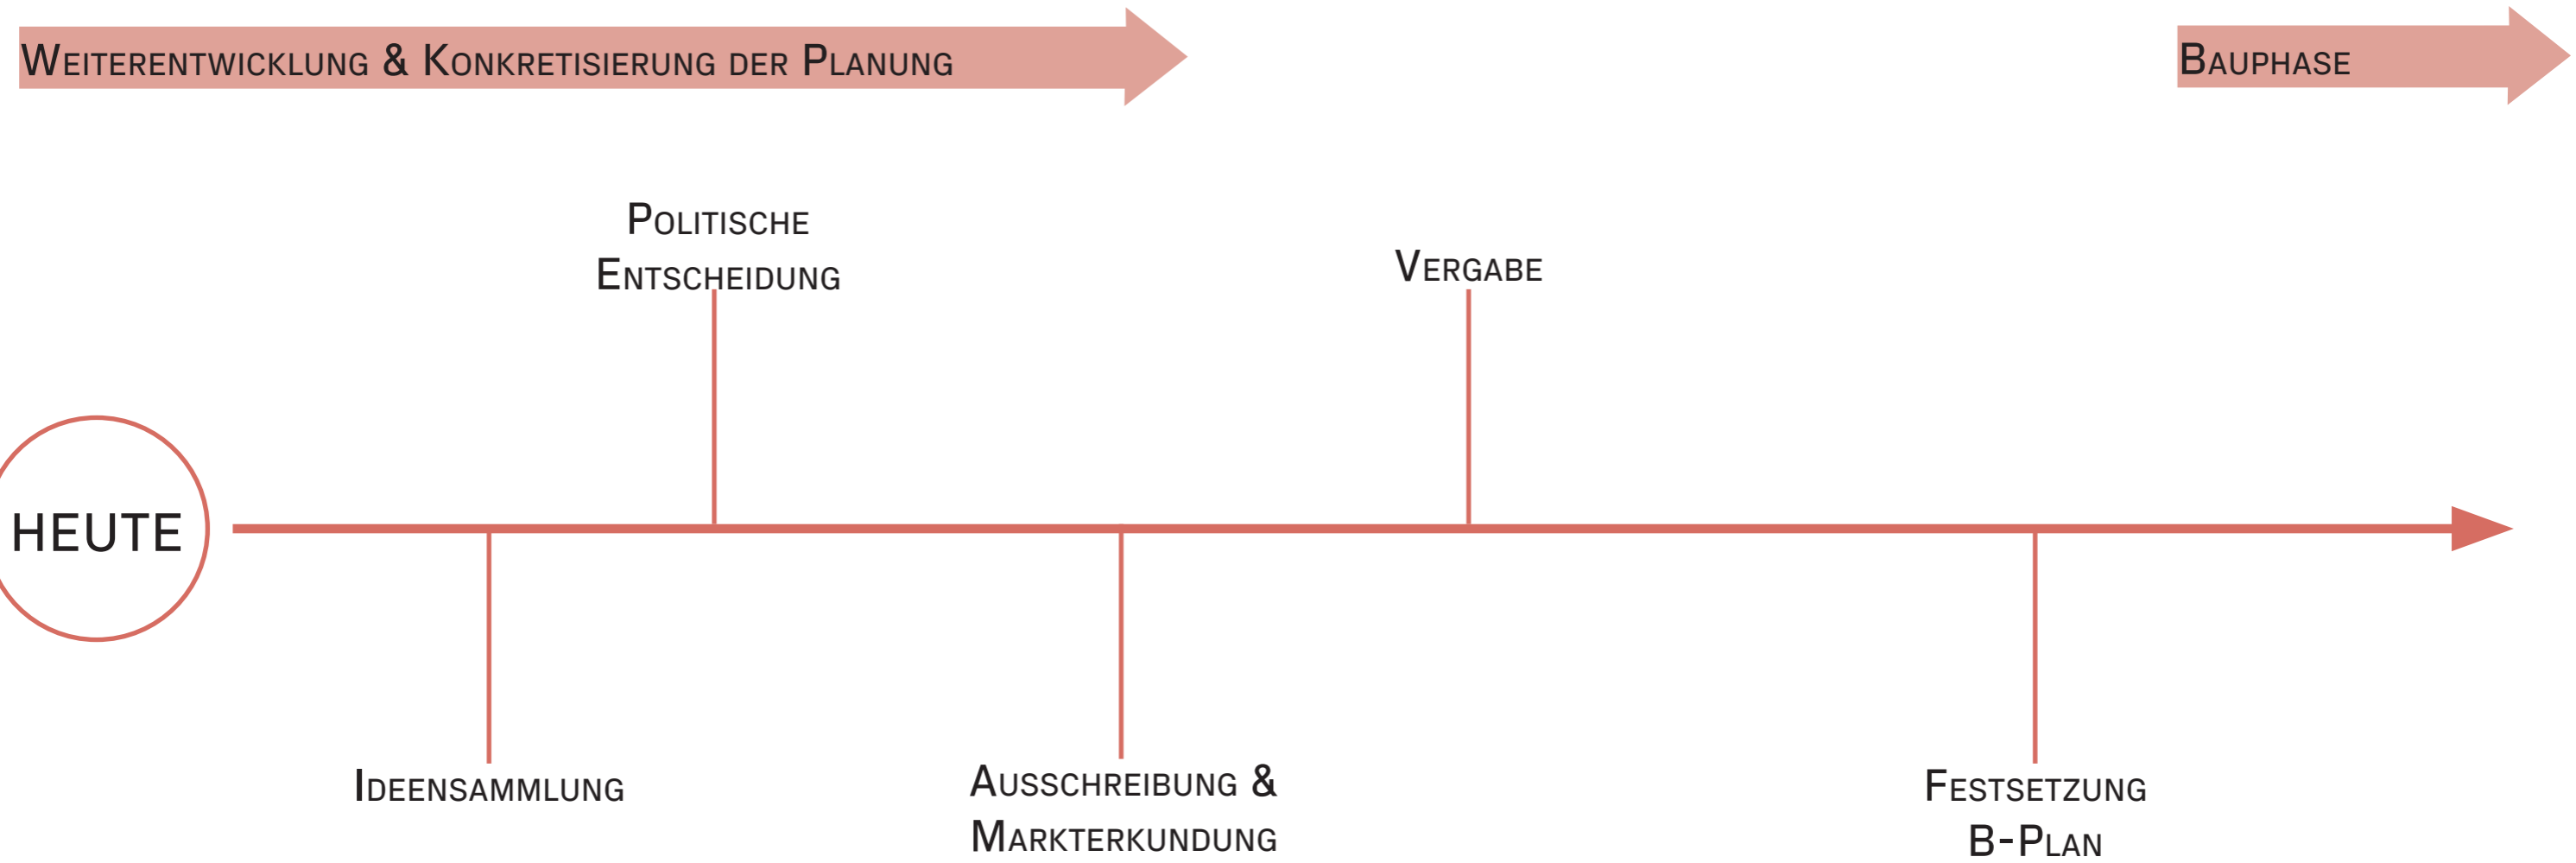 Weiterentwicklung & Konkretisierung der Planung
Bauphase
Politische
Entscheidung
Vergabe
HEUTE
Ideensammlung
Ausschreibung &
Markterkundung
Festsetzung
B-Plan